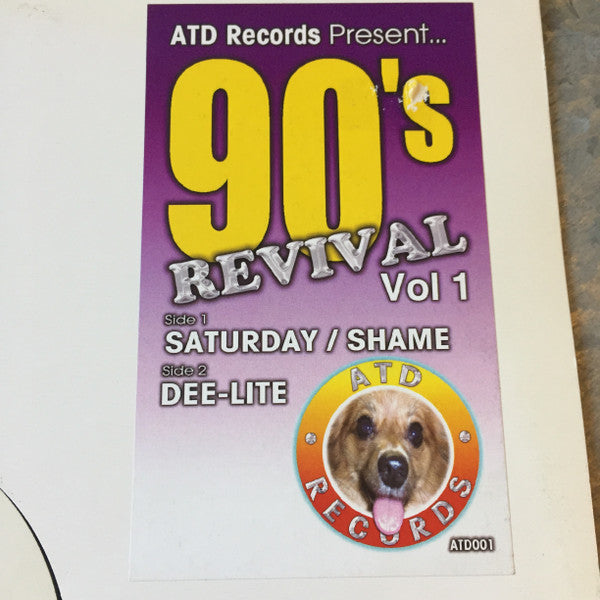 ATD Records Present...
90's
REVIVAL
Vol 1
Side 1
SATURDAY / SHAME
Side 2
DEE-LITE
ATD
RECORDS
ATD001